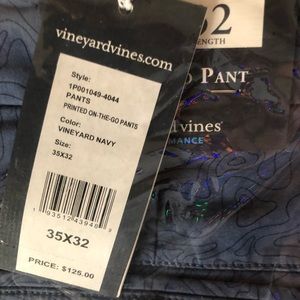 vineyardvines.com
Style:
1P001049-4044
PANTS
PRINTED ON-THE-GO PANTS
Color:
VINEYARD NAVY
Size:
35X32
35X32
PRICE: $125.00
32
LENGTH
PANT
vines
MANCE